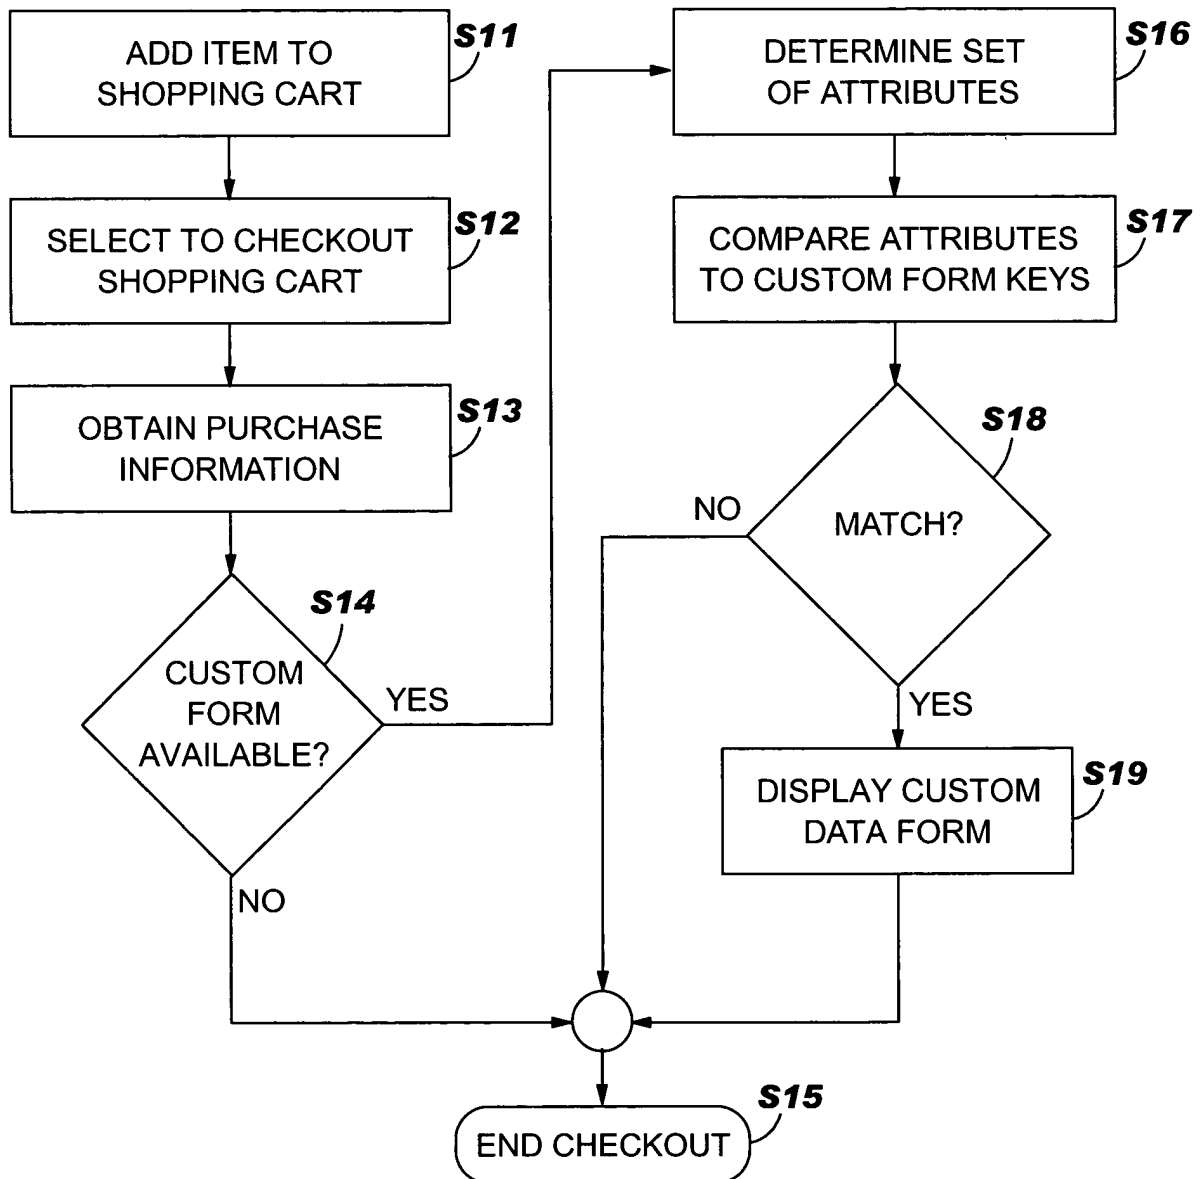 ADD ITEM TO
SHOPPING CART
S11
SELECT TO CHECKOUT
SHOPPING CART
S12
OBTAIN PURCHASE
INFORMATION
S13
CUSTOM
FORM
AVAILABLE?
S14
YES
NO
DETERMINE SET
OF ATTRIBUTES
S16
COMPARE ATTRIBUTES
TO CUSTOM FORM KEYS
S17
MATCH?
S18
NO
YES
DISPLAY CUSTOM
DATA FORM
S19
END CHECKOUT
S15